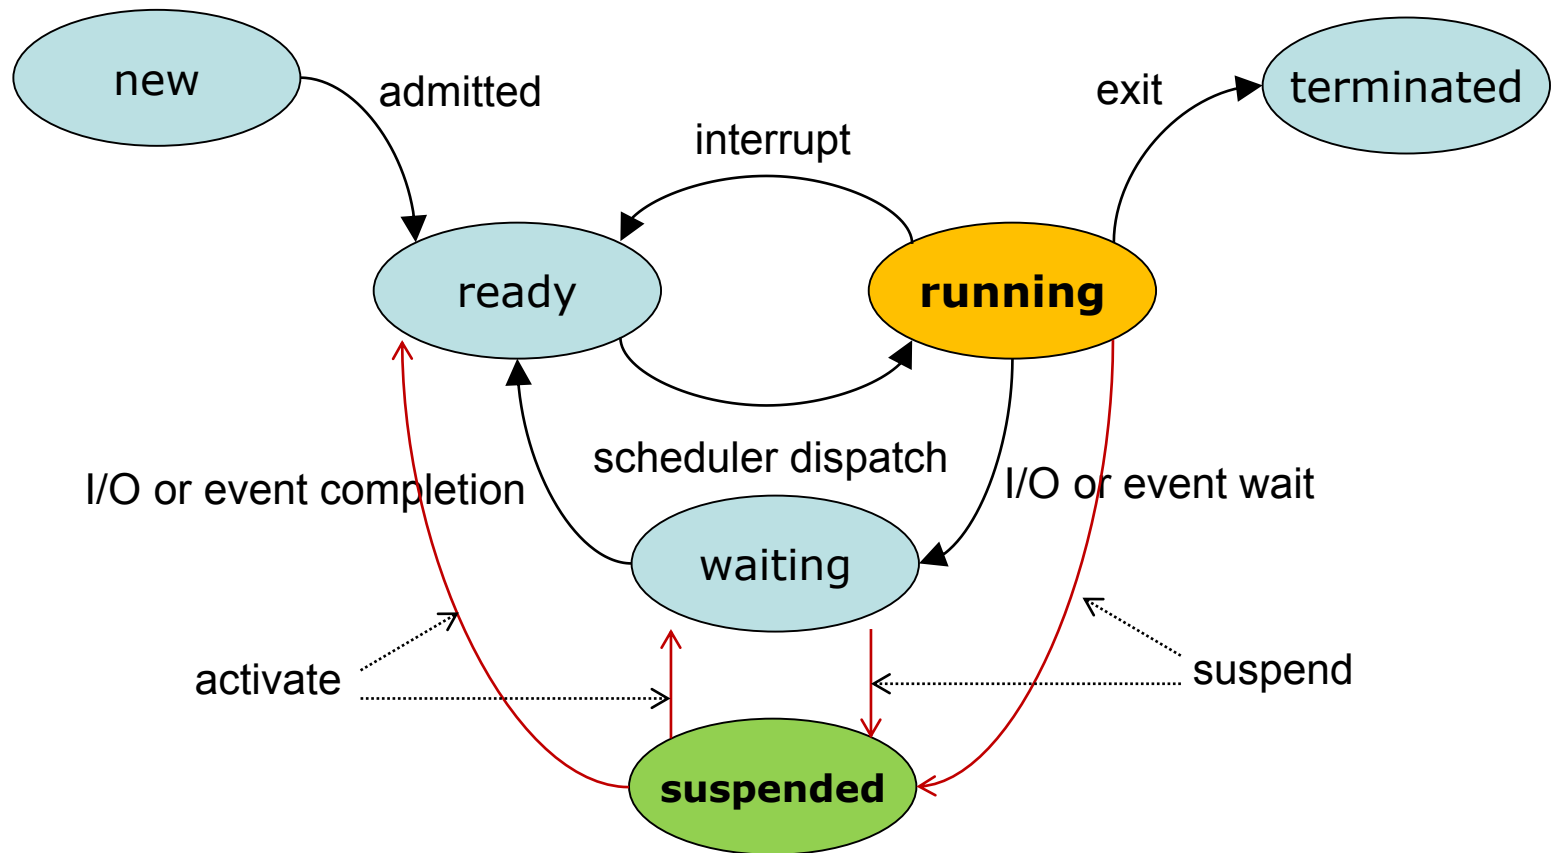 new
admitted
exit
terminated
interrupt
ready
running
scheduler dispatch
I/O or event completion
I/O or event wait
waiting
activate
suspend
suspended